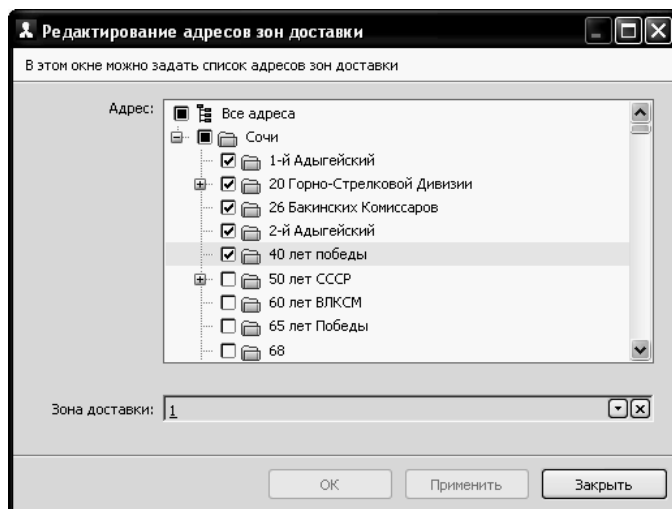 Редактирование адресов зон доставки
В этом окне можно задать список адресов зон доставки
Адрес:
Все адреса
Сочи
1-й Адыгейский
20 Горно-Стрелковой Дивизии
26 Бакинских Комиссаров
2-й Адыгейский
40 лет победы
50 лет СССР
60 лет ВЛКСМ
65 лет Победы
68
Зона доставки: 1
ОК Применить Закрыть